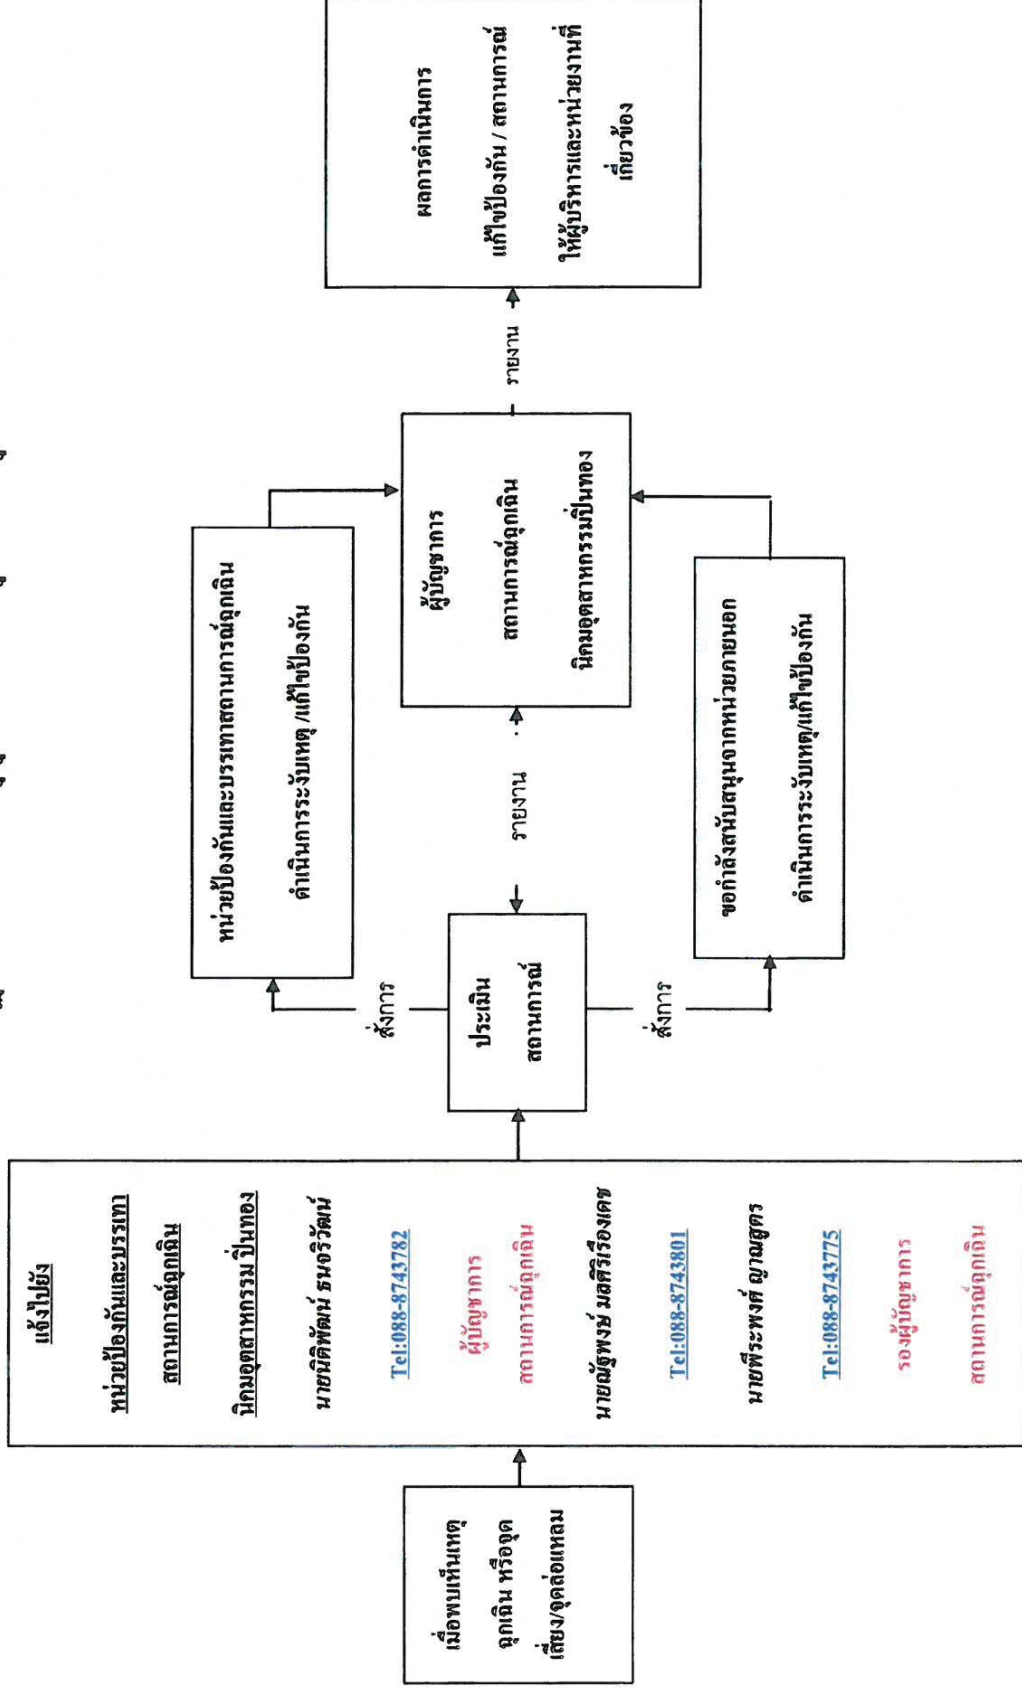 เมื่อพบเห็นเหตุ
ฉุกเฉิน หรือจุด
เสี่ยง/จุดล่อแหลม
แจ้งไปยัง
หน่วยป้องกันและบรรเทา
สถานการณ์ฉุกเฉิน
นิคมอุตสาหกรรม ปิ่นทอง
นายนิติพัฒน์ ธนจิรวัฒน์
Tel:088-8743782
ผู้บัญชาการ
สถานการณ์ฉุกเฉิน
นายณัฐพงษ์ มลศิริเรืองเดช
Tel:088-8743801
นายพีระพงศ์ ญาณสูตร
Tel:088-8743775
รองผู้บัญชาการ
สถานการณ์ฉุกเฉิน
ประเมิน
สถานการณ์
สั่งการ
สั่งการ
หน่วยป้องกันและบรรเทาสถานการณ์ฉุกเฉิน
ดำเนินการระงับเหตุ /แก้ไขป้องกัน
ขอกำลังสนับสนุนจากหน่วยภายนอก
ดำเนินการระงับเหตุ/แก้ไขป้องกัน
รายงาน
ผู้บัญชาการ
สถานการณ์ฉุกเฉิน
นิคมอุตสาหกรรมปิ่นทอง
รายงาน
ผลการดำเนินการ
แก้ไขป้องกัน / สถานการณ์
ให้ผู้บริหารและหน่วยงานที่
เกี่ยวข้อง